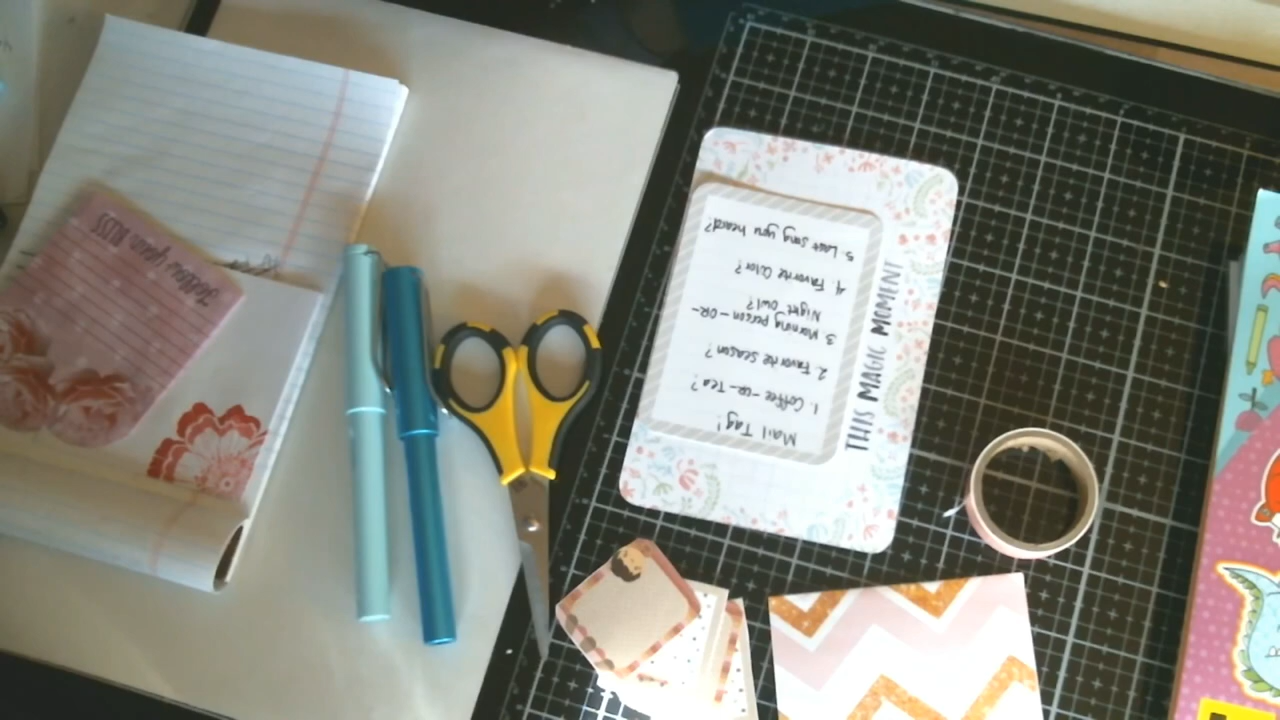 Mail Tag!
1. Coffee -OR- Tea?
2. Favorite season?
3. Morning person -OR-
Night Owl?
4. Favorite Color?
5. Last song you heard?
THIS MAGIC MOMENT